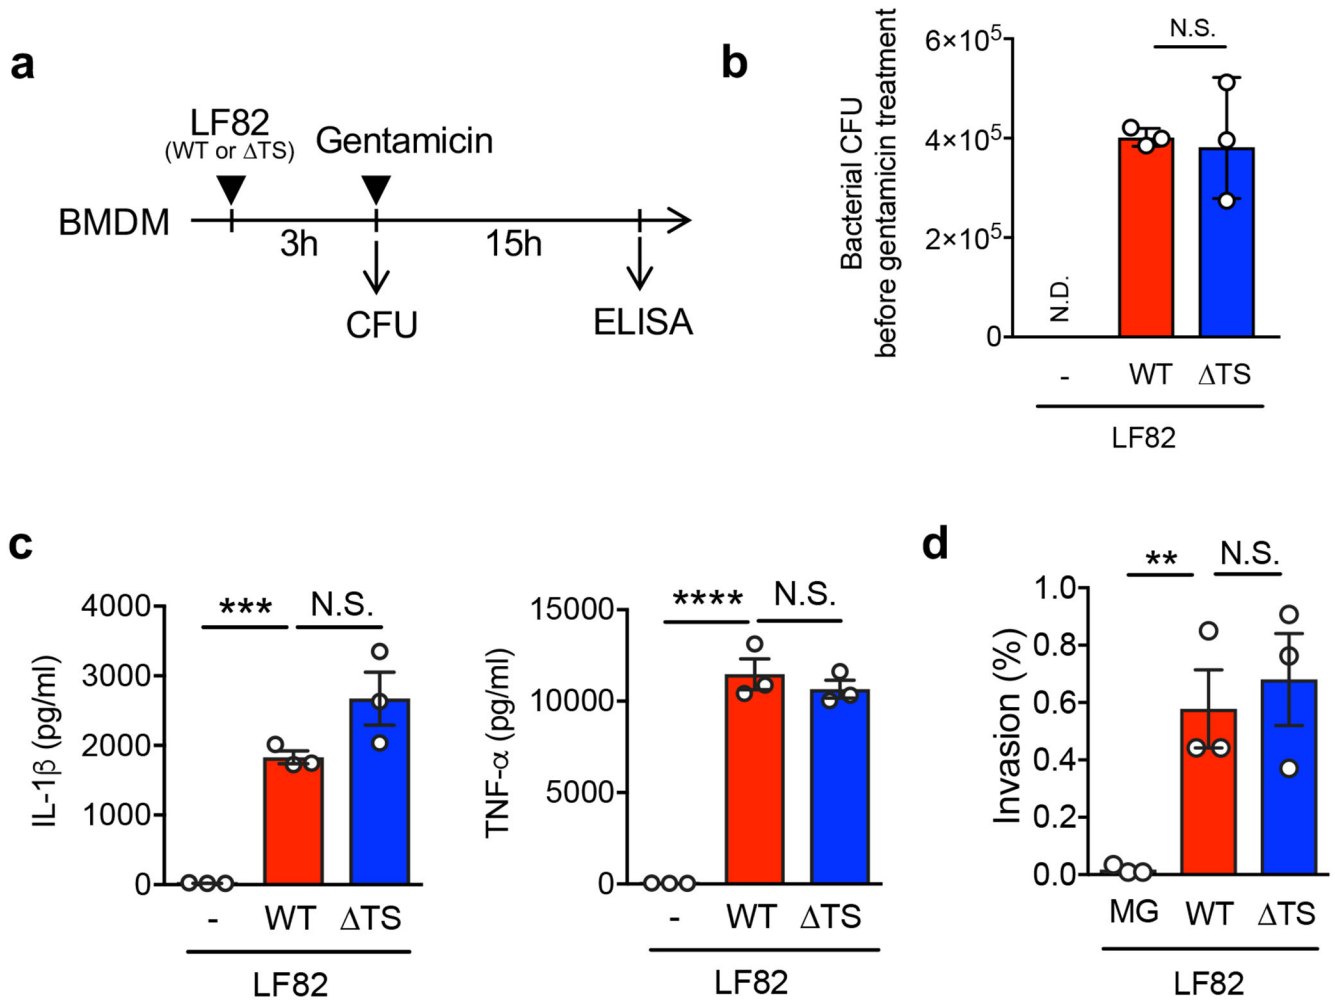 a
LF82
(WT or ΔTS)
Gentamicin
BMDM
3h
15h
CFU
ELISA
b
Bacterial CFU
before gentamicin treatment
6×10⁵
4×10⁵
2×10⁵
0
N.S.
N.D.
- WT ΔTS
LF82
c
IL-1β (pg/ml)
4000
3000
2000
1000
0
*** N.S.
- WT ΔTS
LF82
TNF-α (pg/ml)
15000
10000
5000
0
**** N.S.
- WT ΔTS
LF82
d
Invasion (%)
1.0
0.8
0.6
0.4
0.2
0.0
** N.S.
MG WT ΔTS
LF82